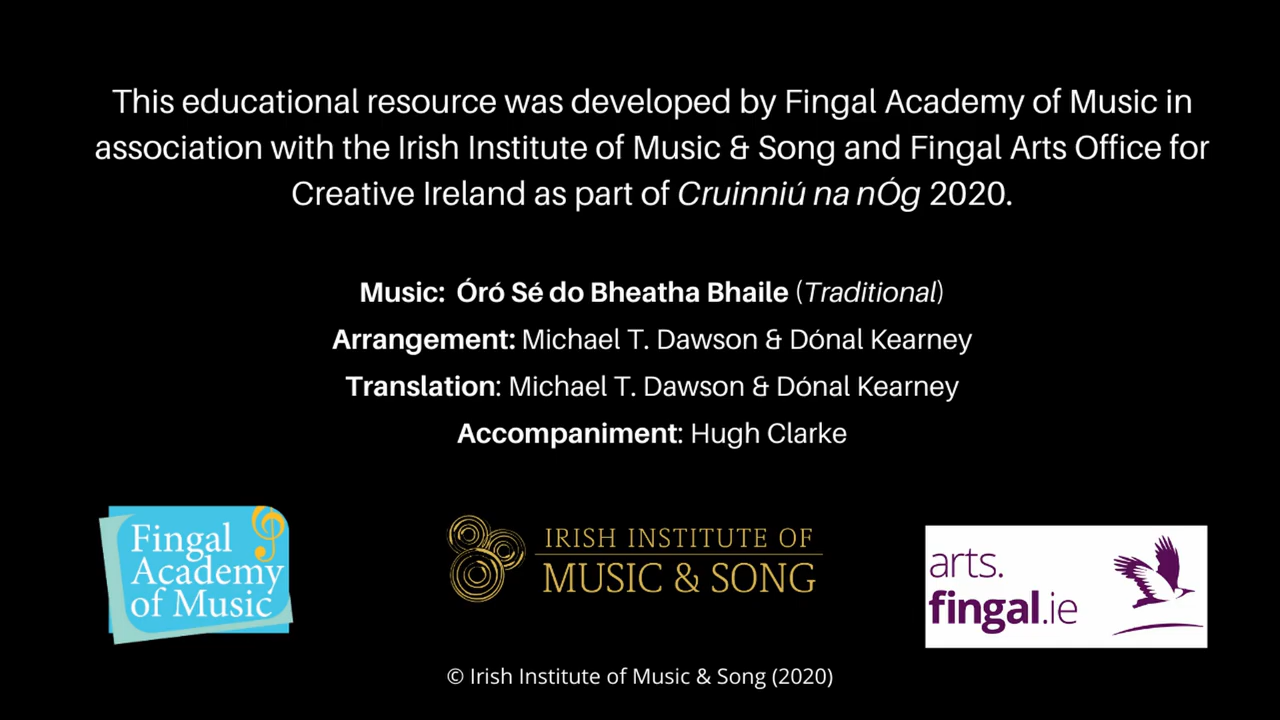 This educational resource was developed by Fingal Academy of Music in
association with the Irish Institute of Music & Song and Fingal Arts Office for
Creative Ireland as part of Cruinniú na nÓg 2020.
Music: Óró Sé do Bheatha Bhaile (Traditional)
Arrangement: Michael T. Dawson & Dónal Kearney
Translation: Michael T. Dawson & Dónal Kearney
Accompaniment: Hugh Clarke
Fingal
Academy
of Music
IRISH INSTITUTE OF
MUSIC & SONG
arts.
fingal.ie
© Irish Institute of Music & Song (2020)